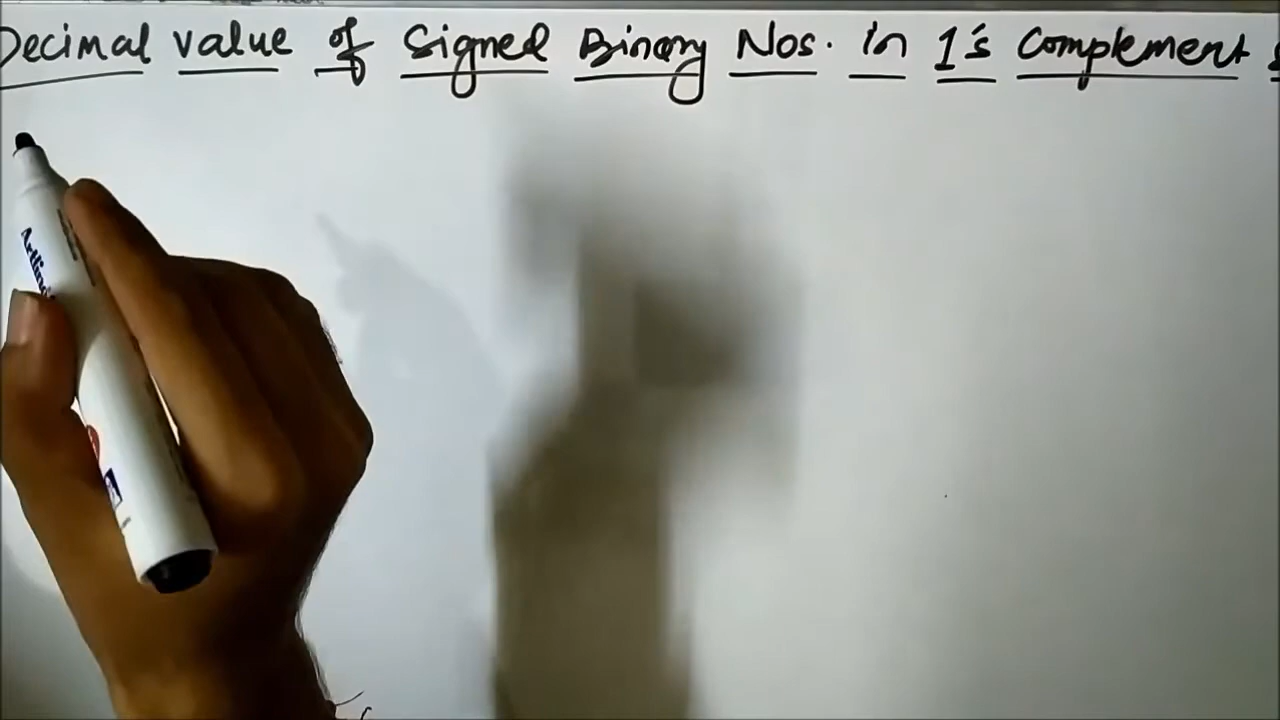 Decimal value of Signed Binary Nos. in 1's Complement